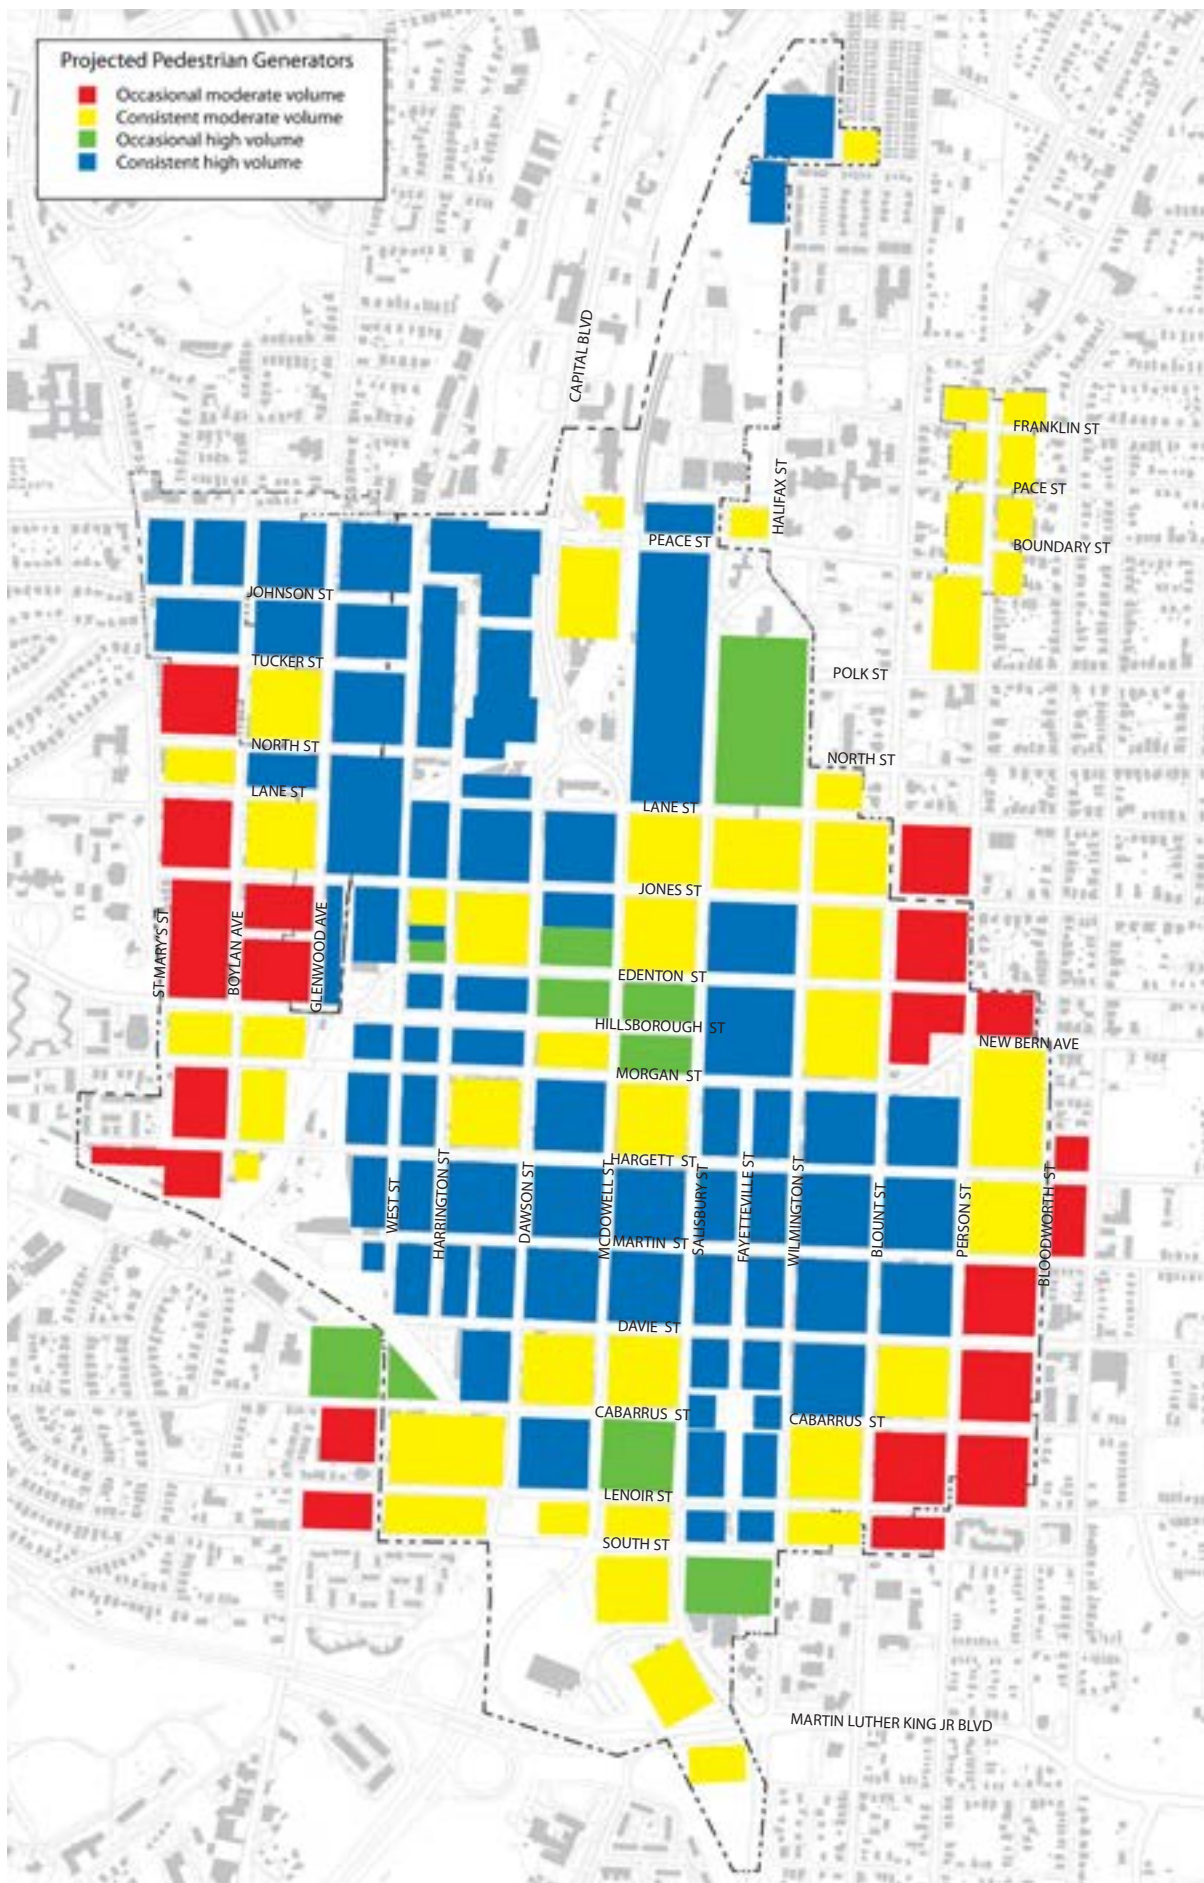 Projected Pedestrian Generators
Occasional moderate volume
Consistent moderate volume
Occasional high volume
Consistent high volume
CAPITAL BLVD
FRANKLIN ST
HALIFAX ST
PACE ST
PEACE ST
BOUNDARY ST
JOHNSON ST
TUCKER ST
POLK ST
NORTH ST
NORTH ST
LANE ST
LANE ST
JONES ST
ST MARY'S ST
BOYLAN AVE
GLENWOOD AVE
EDENTON ST
HILLSBOROUGH ST
NEW BERN AVE
MORGAN ST
HARGETT ST
WEST ST
HARRINGTON ST
DAWSON ST
MCDOWELL ST
SALISBURY ST
FAYETTEVILLE ST
WILMINGTON ST
BLOUNT ST
PERSON ST
BLOODWORTH ST
MARTIN ST
DAVIE ST
CABARRUS ST
CABARRUS ST
LENOIR ST
SOUTH ST
MARTIN LUTHER KING JR BLVD